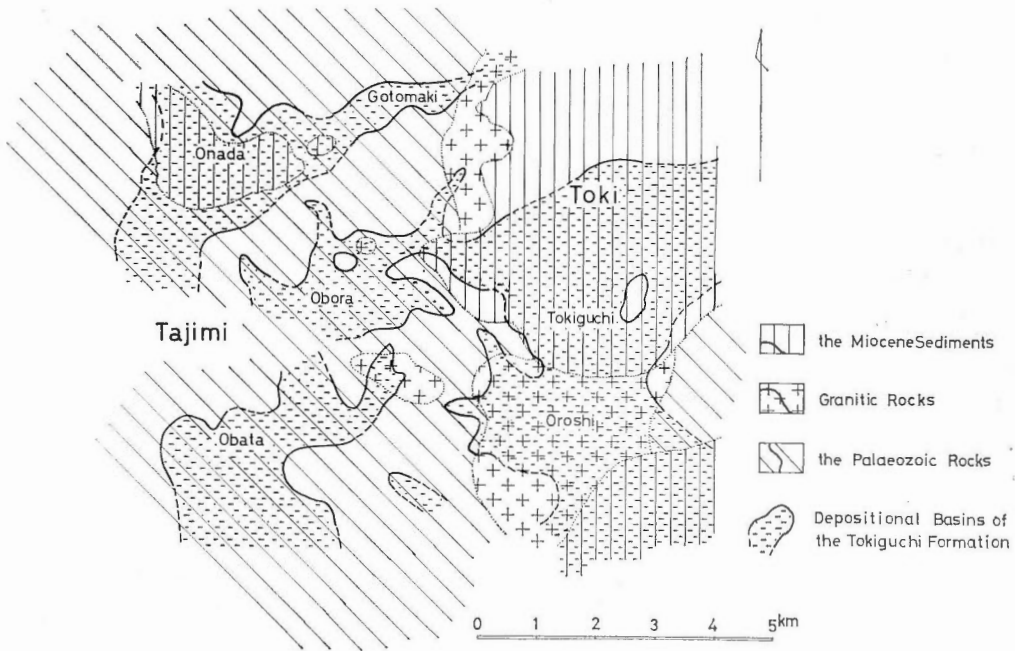 Gotomaki
Onada
Toki
Obora
Tokiguchi
Tajimi
the MioceneSediments
Granitic Rocks
Oroshi
Obata
the Palaeozoic Rocks
Depositional Basins of
the Tokiguchi Formation
0 1 2 3 4 5km